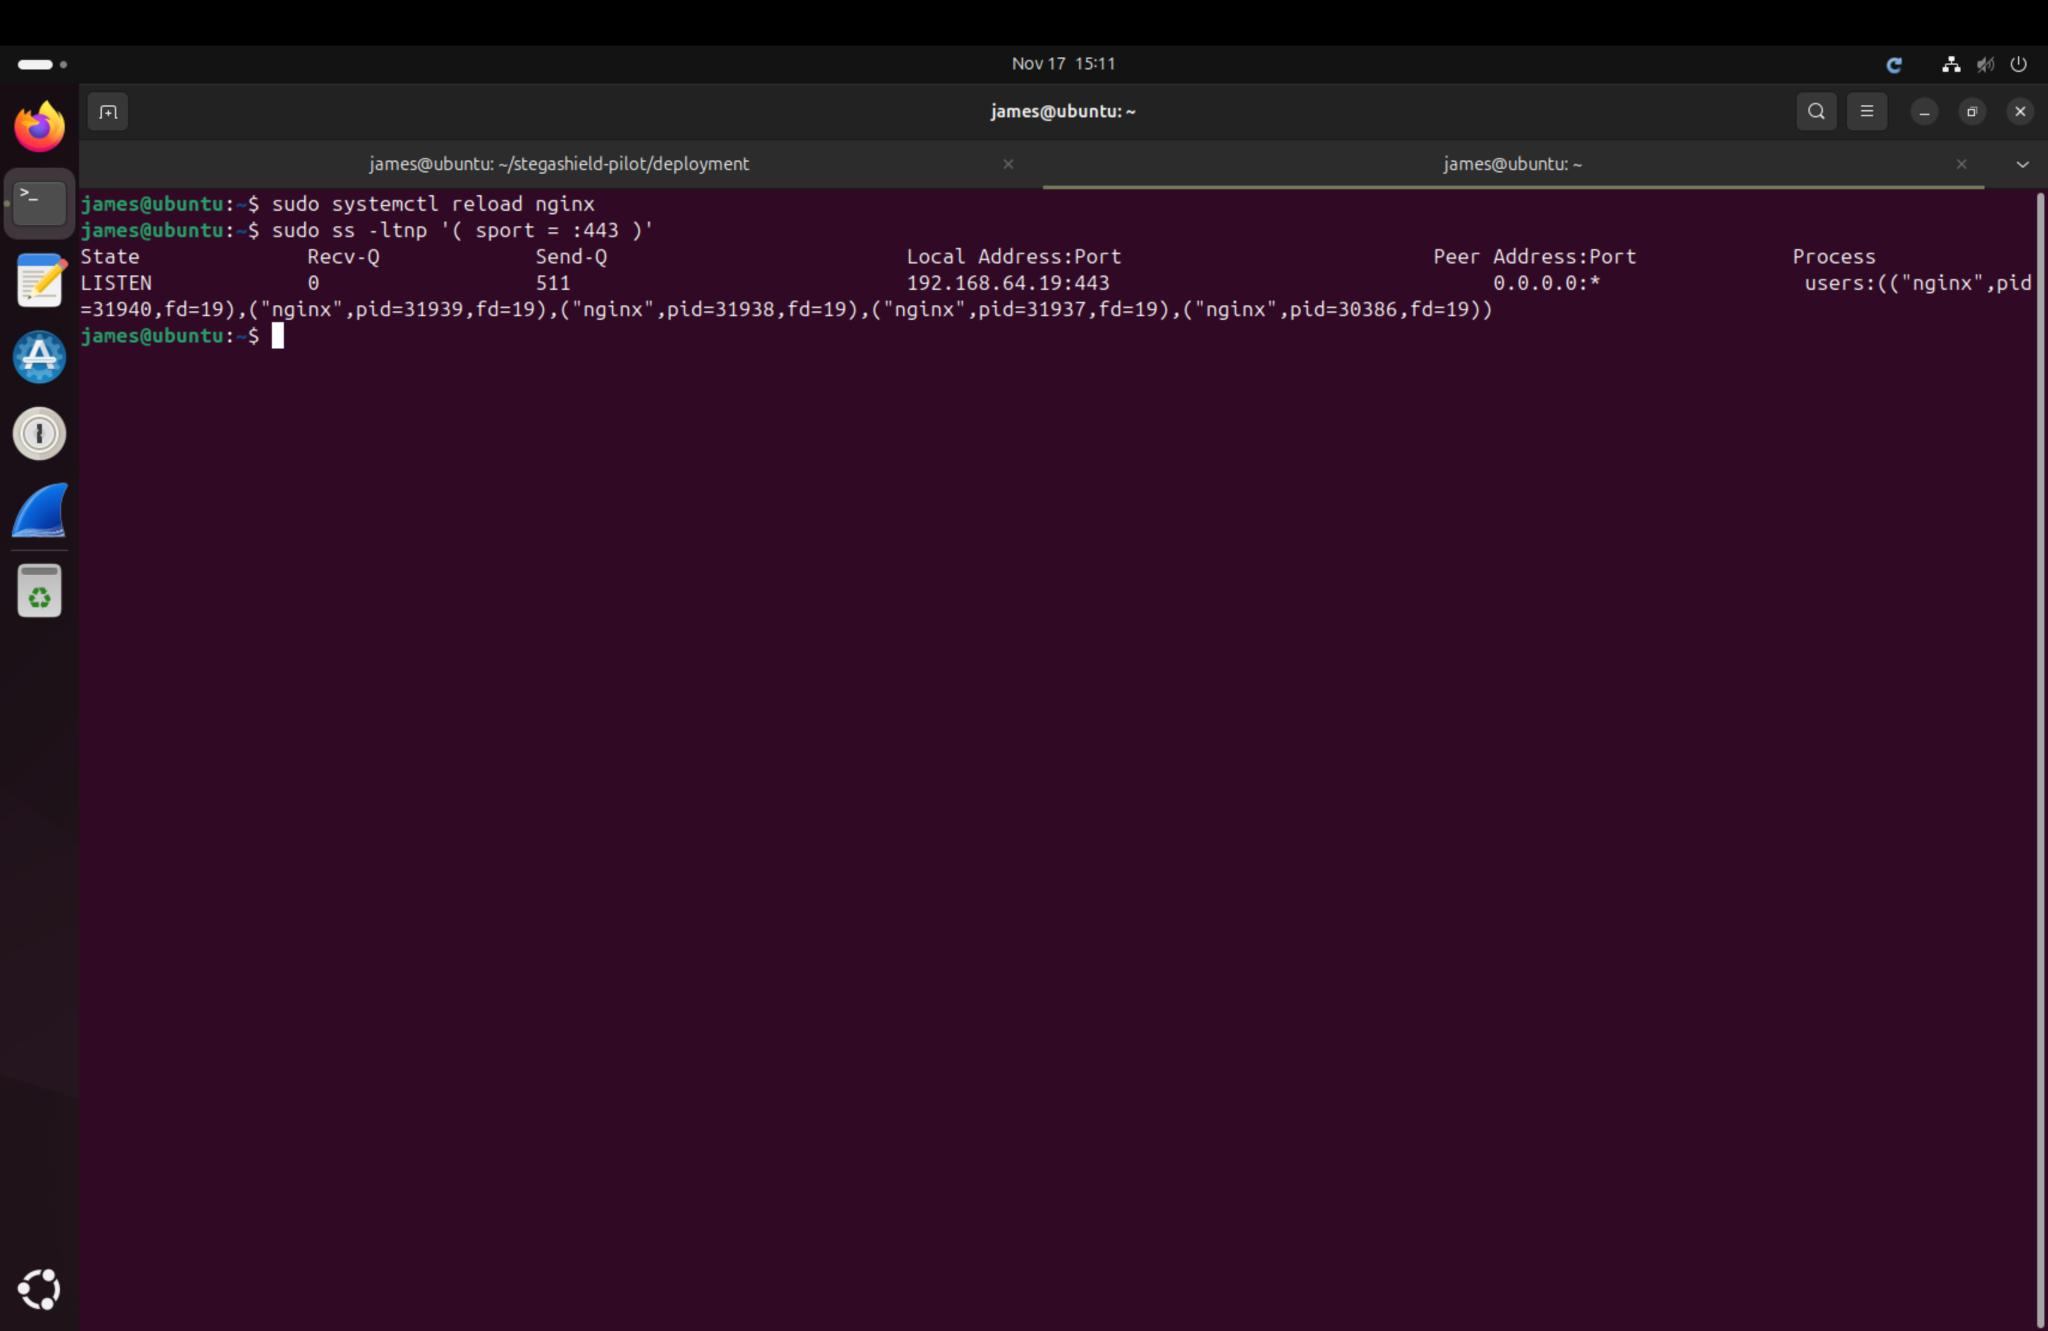 Nov 17 15:11
james@ubuntu: ~
james@ubuntu: ~/stegashield-pilot/deployment
james@ubuntu: ~
james@ubuntu:~$ sudo systemctl reload nginx
james@ubuntu:~$ sudo ss -ltnp '( sport = :443 )'
State Recv-Q Send-Q Local Address:Port Peer Address:Port Process
LISTEN 0 511 192.168.64.19:443 0.0.0.0:* users:(("nginx",pid
=31940,fd=19),("nginx",pid=31939,fd=19),("nginx",pid=31938,fd=19),("nginx",pid=31937,fd=19),("nginx",pid=30386,fd=19))
james@ubuntu:~$